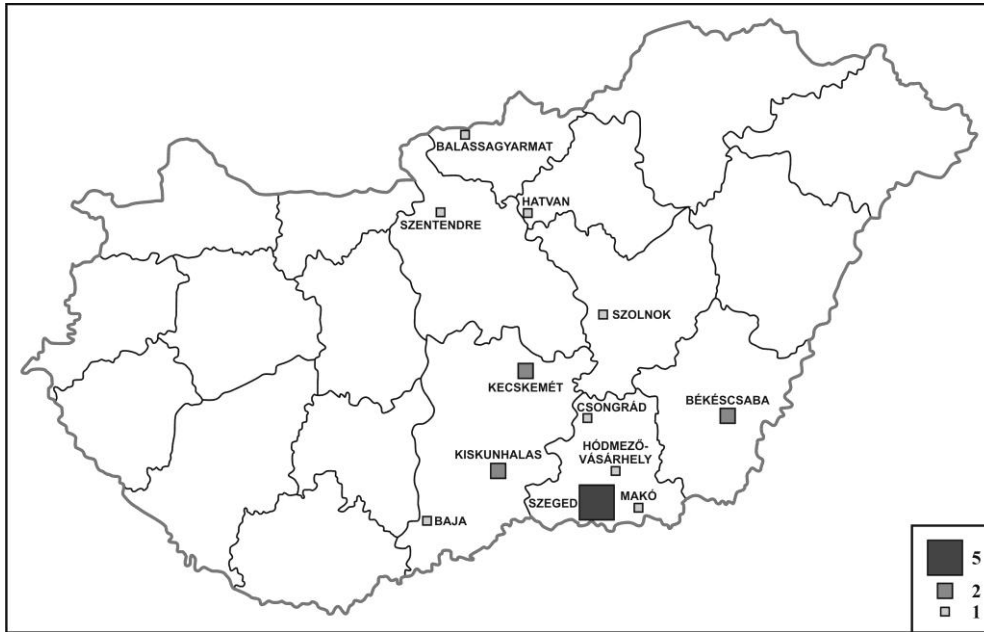 BALASSAGYARMAT
HATVAN
SZENTENDRE
SZOLNOK
KECSKEMÉT
BÉKÉSCSABA
CSONGRÁD
HÓDMEZŐ-
VÁSÁRHELY
KISKUNHALAS
SZEGED
MAKÓ
BAJA
5
2
1